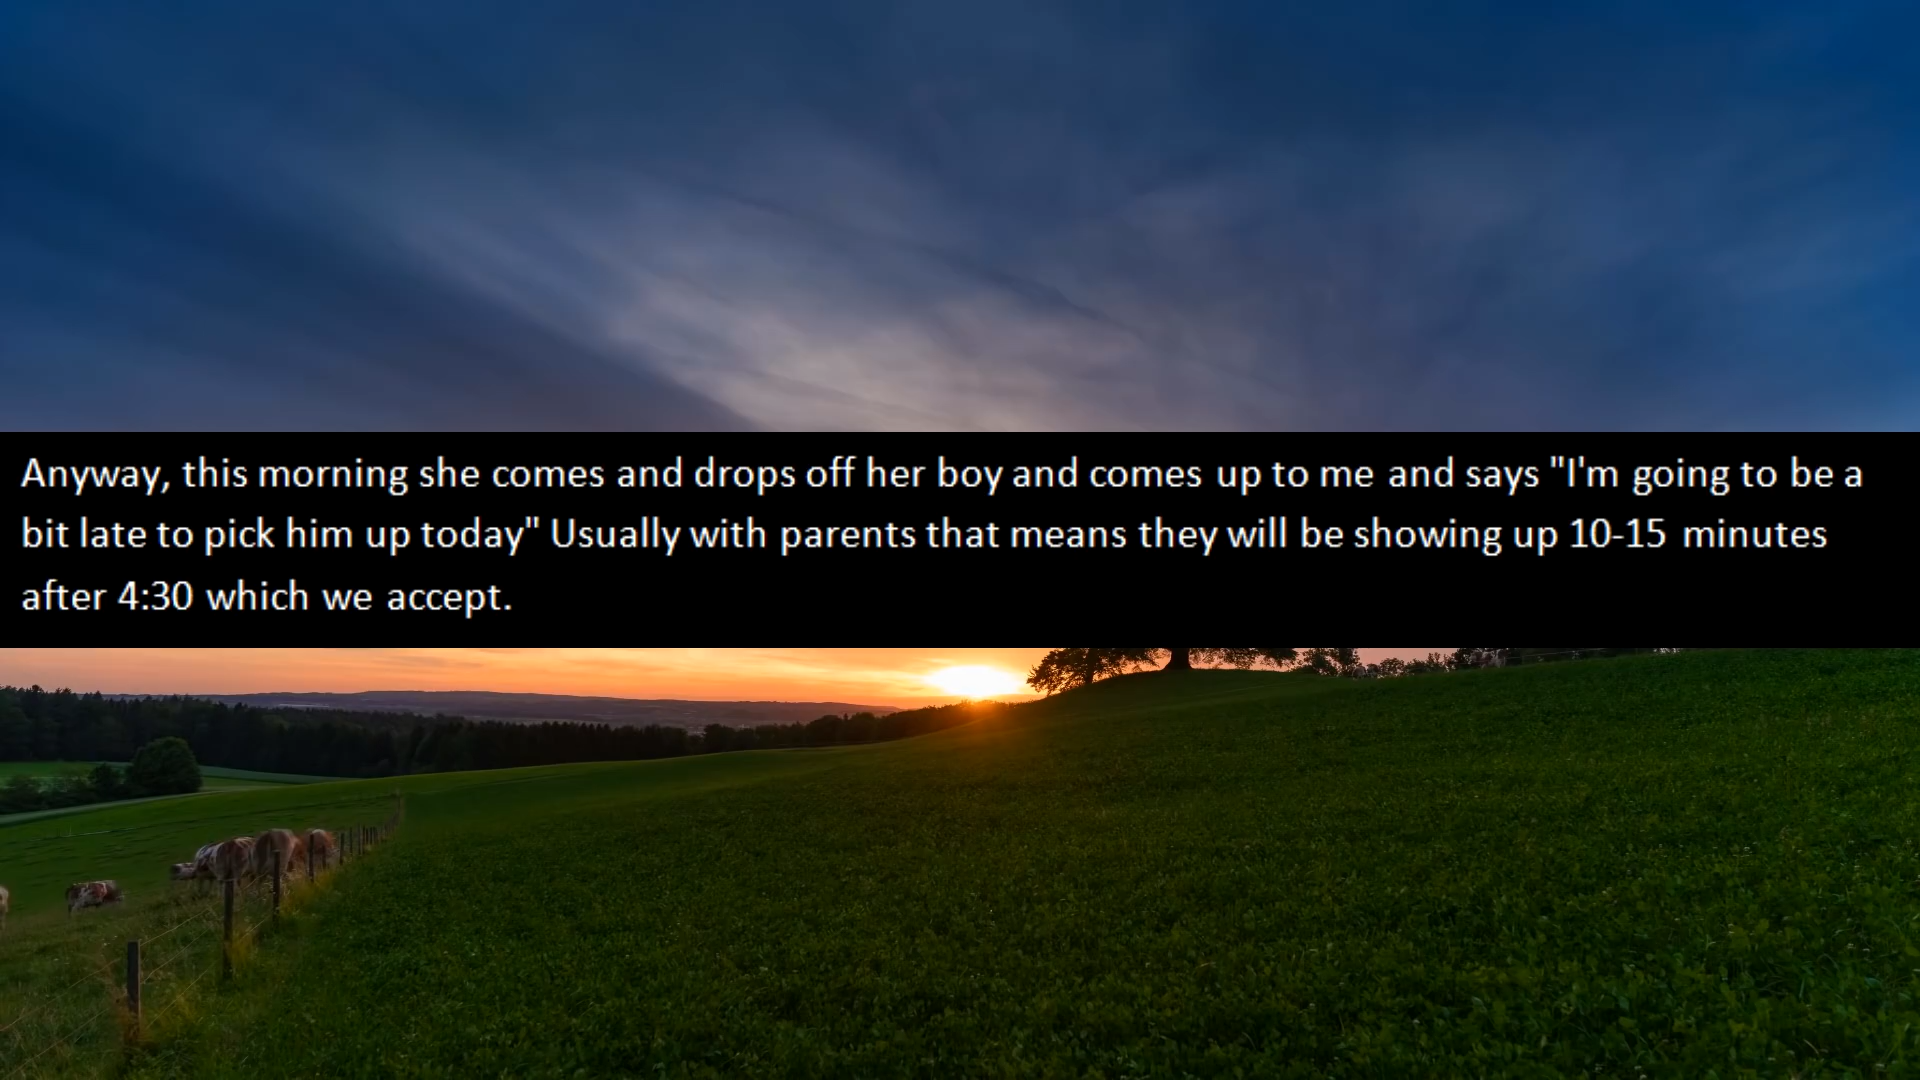 Anyway, this morning she comes and drops off her boy and comes up to me and says "I'm going to be a
bit late to pick him up today" Usually with parents that means they will be showing up 10-15 minutes
after 4:30 which we accept.